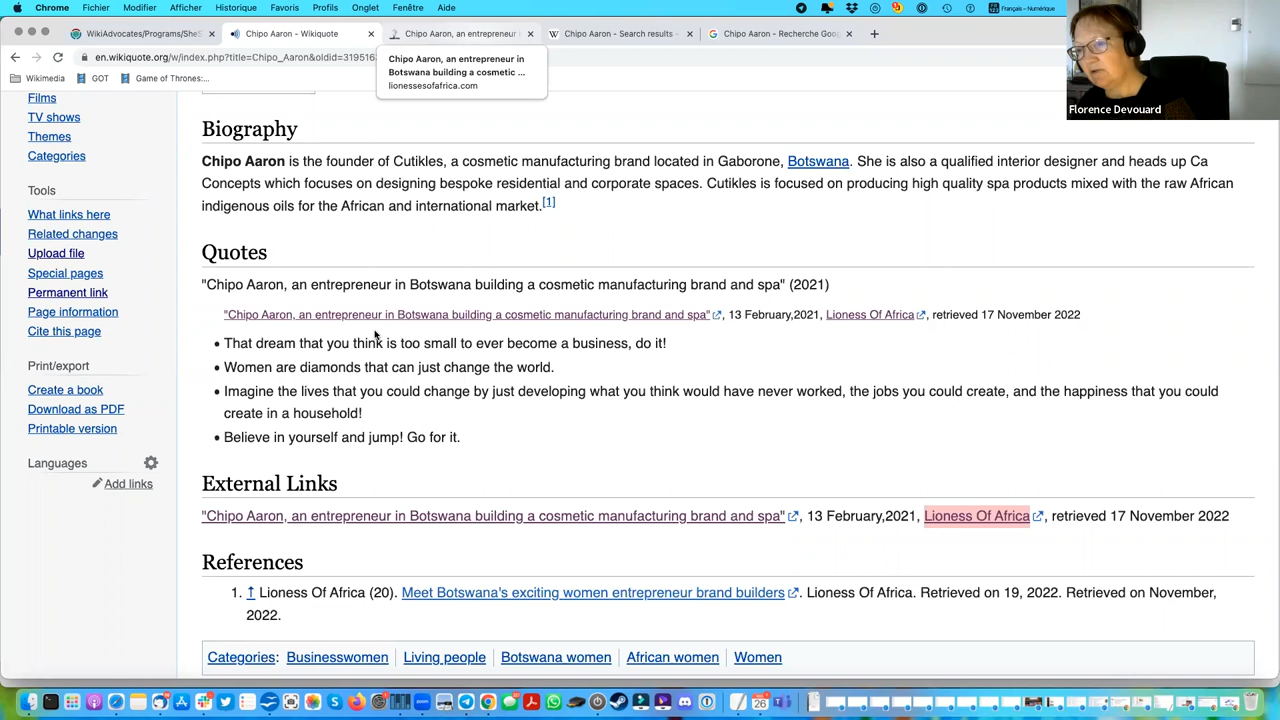 Chrome Fichier Modifier Afficher Historique Favoris Profils Onglet Fenêtre Aide
Français – Numérique
WikiAdvocates/Programs/SheS
Chipo Aaron - Wikiquote
Chipo Aaron, an entrepreneur i
Chipo Aaron - Search results -
Chipo Aaron - Recherche Goog
en.wikiquote.org/w/index.php?title=Chipo_Aaron&oldid=319516
Wikimedia
GOT
Game of Thrones:...
Chipo Aaron, an entrepreneur in
Botswana building a cosmetic ...
lionessesofafrica.com
Florence Devouard
Films
TV shows
Themes
Categories
Tools
What links here
Related changes
Upload file
Special pages
Permanent link
Page information
Cite this page
Print/export
Create a book
Download as PDF
Printable version
Languages
Add links
Biography
Chipo Aaron is the founder of Cutikles, a cosmetic manufacturing brand located in Gaborone, Botswana. She is also a qualified interior designer and heads up Ca
Concepts which focuses on designing bespoke residential and corporate spaces. Cutikles is focused on producing high quality spa products mixed with the raw African
indigenous oils for the African and international market.[1]
Quotes
"Chipo Aaron, an entrepreneur in Botswana building a cosmetic manufacturing brand and spa" (2021)
"Chipo Aaron, an entrepreneur in Botswana building a cosmetic manufacturing brand and spa", 13 February,2021, Lioness Of Africa, retrieved 17 November 2022
• That dream that you think is too small to ever become a business, do it!
• Women are diamonds that can just change the world.
• Imagine the lives that you could change by just developing what you think would have never worked, the jobs you could create, and the happiness that you could
create in a household!
• Believe in yourself and jump! Go for it.
External Links
"Chipo Aaron, an entrepreneur in Botswana building a cosmetic manufacturing brand and spa", 13 February,2021, Lioness Of Africa, retrieved 17 November 2022
References
1. ↑ Lioness Of Africa (20). Meet Botswana's exciting women entrepreneur brand builders. Lioness Of Africa. Retrieved on 19, 2022. Retrieved on November,
2022.
Categories: Businesswomen | Living people | Botswana women | African women | Women
zoom
26